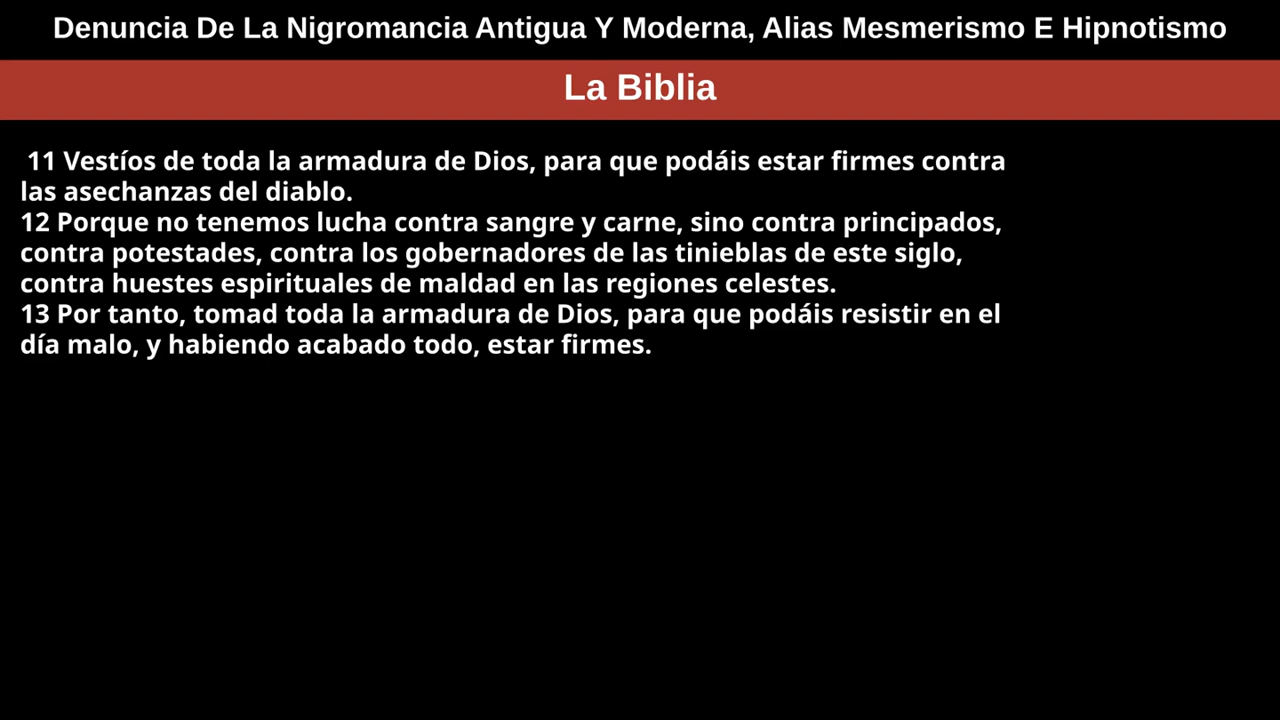 Denuncia De La Nigromancia Antigua Y Moderna, Alias Mesmerismo E Hipnotismo
La Biblia
11 Vestíos de toda la armadura de Dios, para que podáis estar firmes contra
las asechanzas del diablo.
12 Porque no tenemos lucha contra sangre y carne, sino contra principados,
contra potestades, contra los gobernadores de las tinieblas de este siglo,
contra huestes espirituales de maldad en las regiones celestes.
13 Por tanto, tomad toda la armadura de Dios, para que podáis resistir en el
día malo, y habiendo acabado todo, estar firmes.